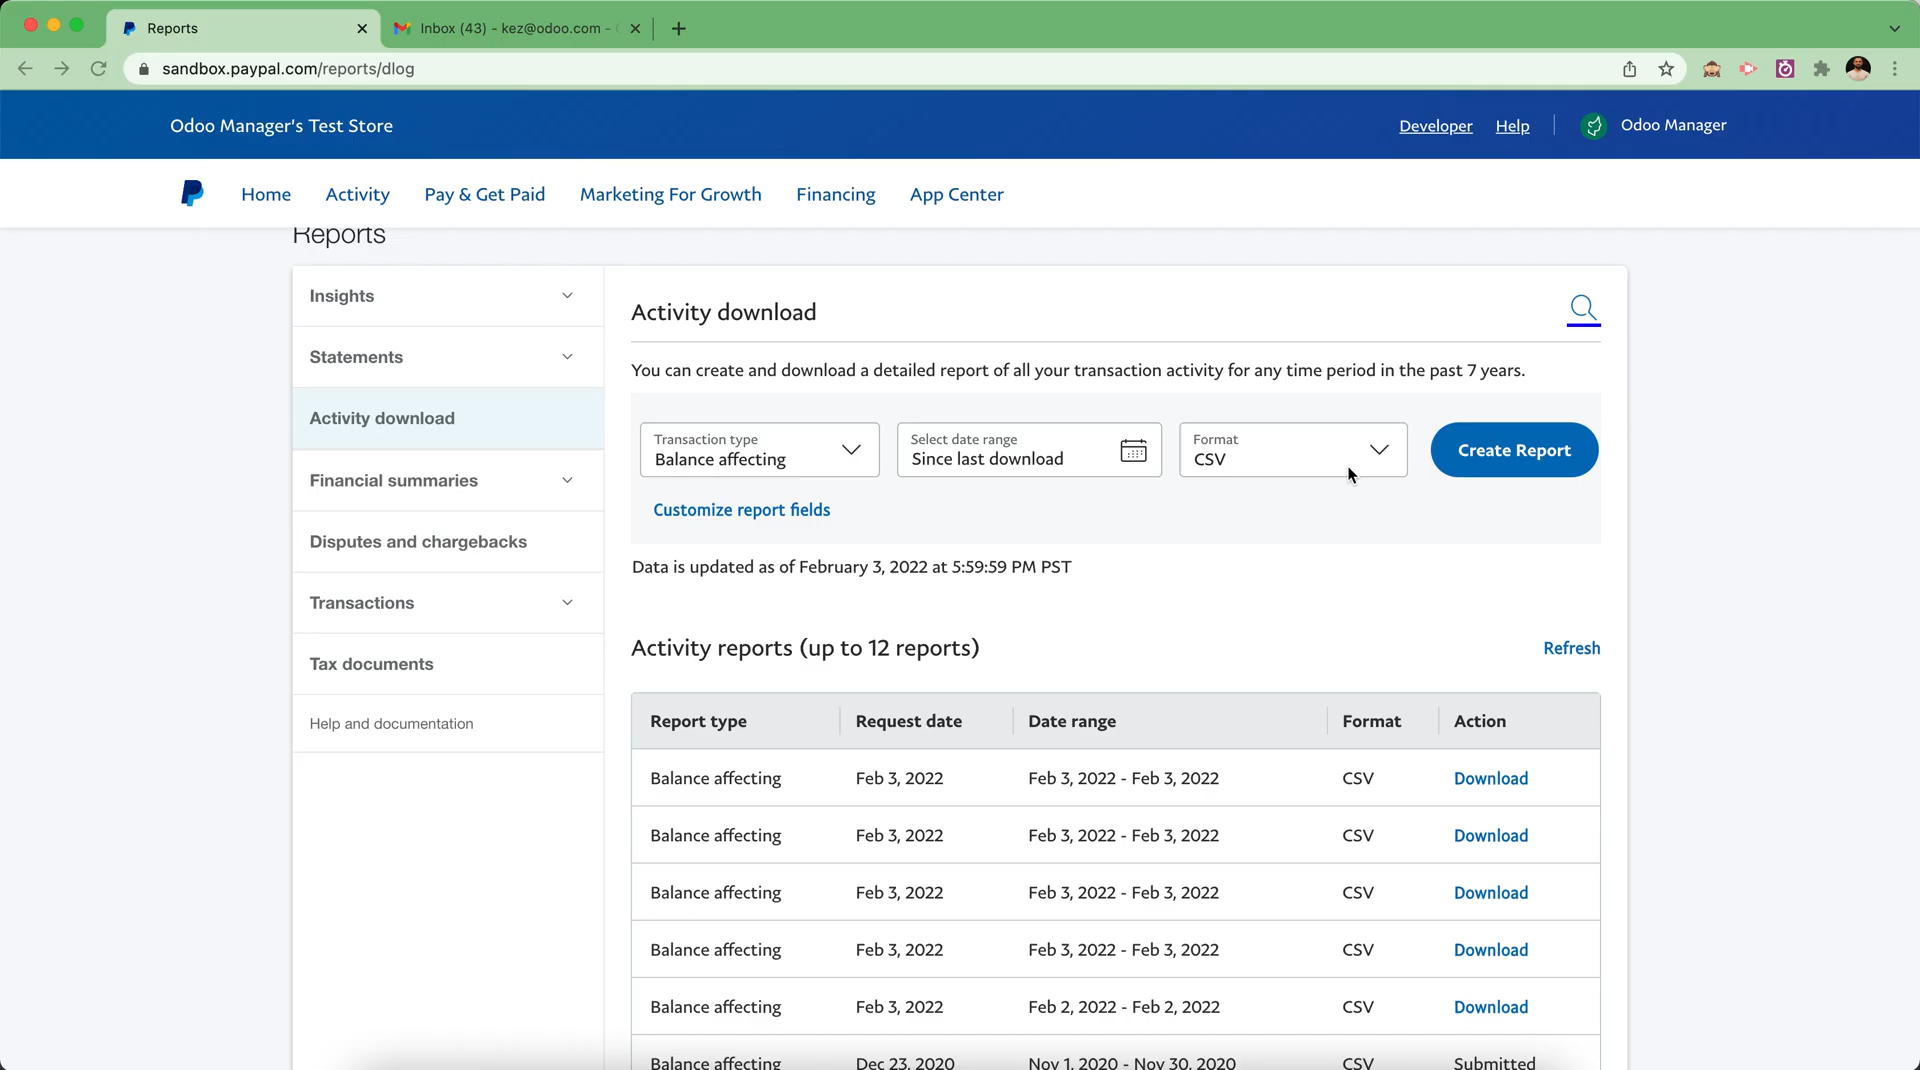 Reports
Inbox (43) - kez@odoo.com -
sandbox.paypal.com/reports/dlog
Odoo Manager's Test Store
Developer
Help
Odoo Manager
Home
Activity
Pay & Get Paid
Marketing For Growth
Financing
App Center
Reports
Insights
Statements
Activity download
Financial summaries
Disputes and chargebacks
Transactions
Tax documents
Help and documentation
Activity download
You can create and download a detailed report of all your transaction activity for any time period in the past 7 years.
Transaction type
Balance affecting
Select date range
Since last download
Format
CSV
Create Report
Customize report fields
Data is updated as of February 3, 2022 at 5:59:59 PM PST
Activity reports (up to 12 reports)
Refresh
Report type Request date Date range Format Action
Balance affecting Feb 3, 2022 Feb 3, 2022 - Feb 3, 2022 CSV Download
Balance affecting Feb 3, 2022 Feb 3, 2022 - Feb 3, 2022 CSV Download
Balance affecting Feb 3, 2022 Feb 3, 2022 - Feb 3, 2022 CSV Download
Balance affecting Feb 3, 2022 Feb 3, 2022 - Feb 3, 2022 CSV Download
Balance affecting Feb 3, 2022 Feb 2, 2022 - Feb 2, 2022 CSV Download
Balance affecting Dec 23, 2020 Nov 1, 2020 - Nov 30, 2020 CSV Submitted